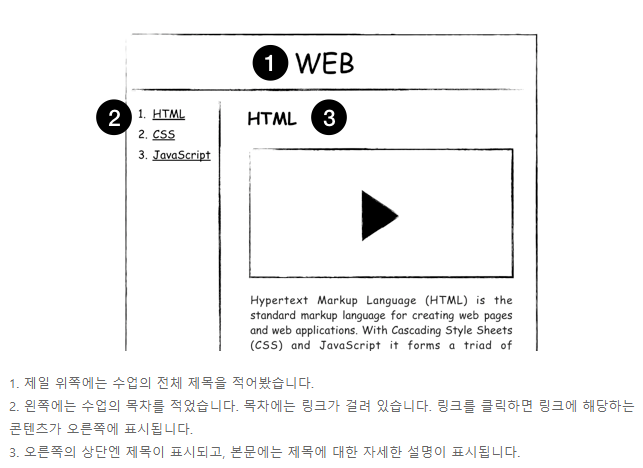 1 WEB
2 1. HTML
2. CSS
3. JavaScript
HTML 3
Hypertext Markup Language (HTML) is the
standard markup language for creating web pages
and web applications. With Cascading Style Sheets
(CSS) and JavaScript it forms a triad of
1. 제일 위쪽에는 수업의 전체 제목을 적어봤습니다.
2. 왼쪽에는 수업의 목차를 적었습니다. 목차에는 링크가 걸려 있습니다. 링크를 클릭하면 링크에 해당하는
콘텐츠가 오른쪽에 표시됩니다.
3. 오른쪽의 상단엔 제목이 표시되고, 본문에는 제목에 대한 자세한 설명이 표시됩니다.